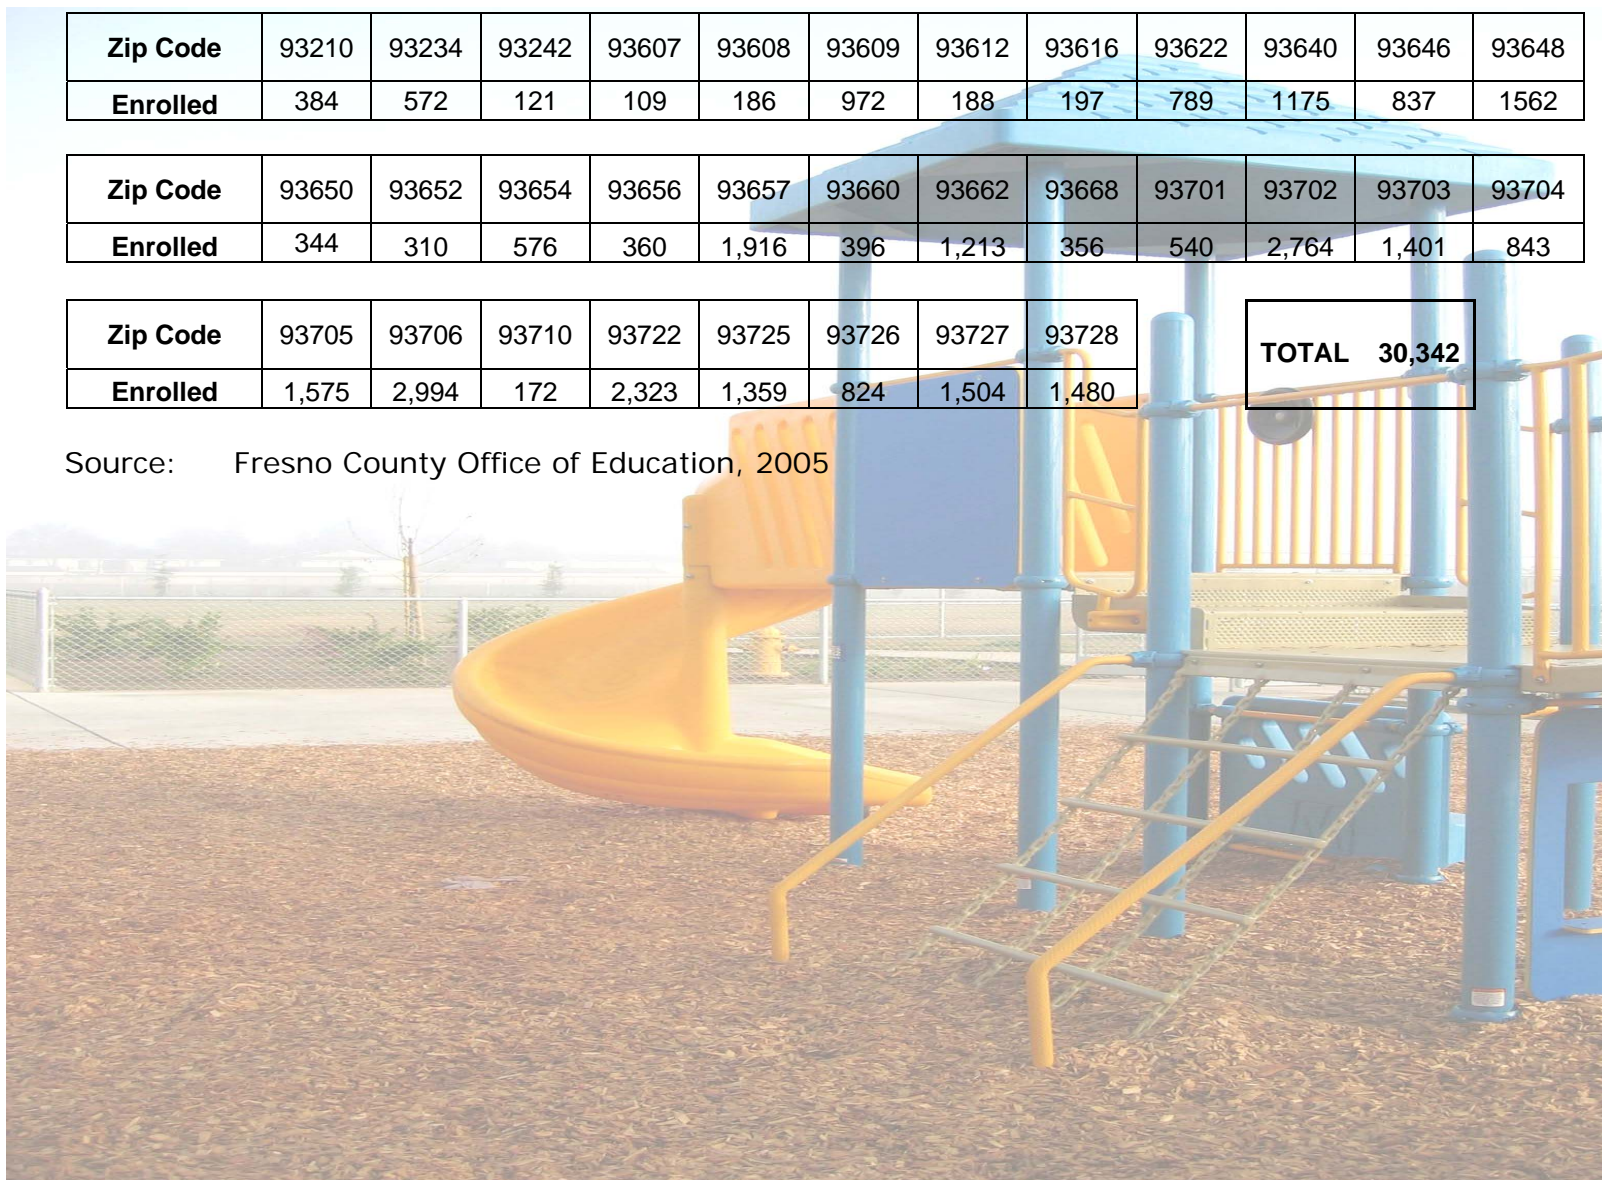 Zip Code 93210 93234 93242 93607 93608 93609 93612 93616 93622 93640 93646 93648
Enrolled 384 572 121 109 186 972 188 197 789 1175 837 1562
Zip Code 93650 93652 93654 93656 93657 93660 93662 93668 93701 93702 93703 93704
Enrolled 344 310 576 360 1,916 396 1,213 356 540 2,764 1,401 843
Zip Code 93705 93706 93710 93722 93725 93726 93727 93728
Enrolled 1,575 2,994 172 2,323 1,359 824 1,504 1,480
TOTAL 30,342
Source: Fresno County Office of Education, 2005